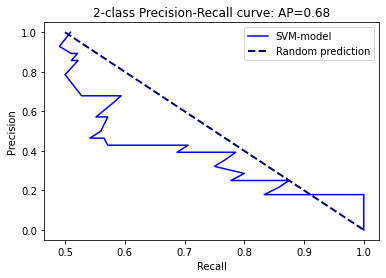 2-class Precision-Recall curve: AP=0.68
SVM-model
Random prediction
Precision
1.0
0.8
0.6
0.4
0.2
0.0
0.5
0.6
0.7
0.8
0.9
1.0
Recall